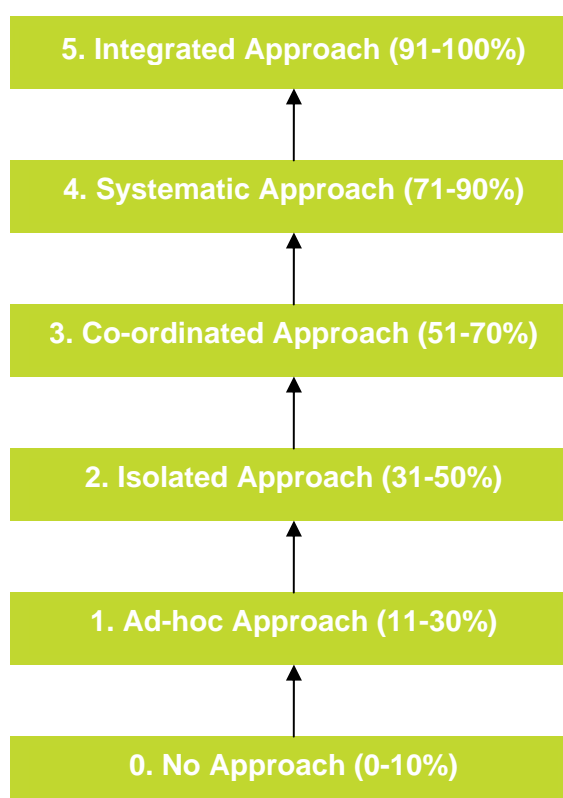 5. Integrated Approach (91-100%)
4. Systematic Approach (71-90%)
3. Co-ordinated Approach (51-70%)
2. Isolated Approach (31-50%)
1. Ad-hoc Approach (11-30%)
0. No Approach (0-10%)